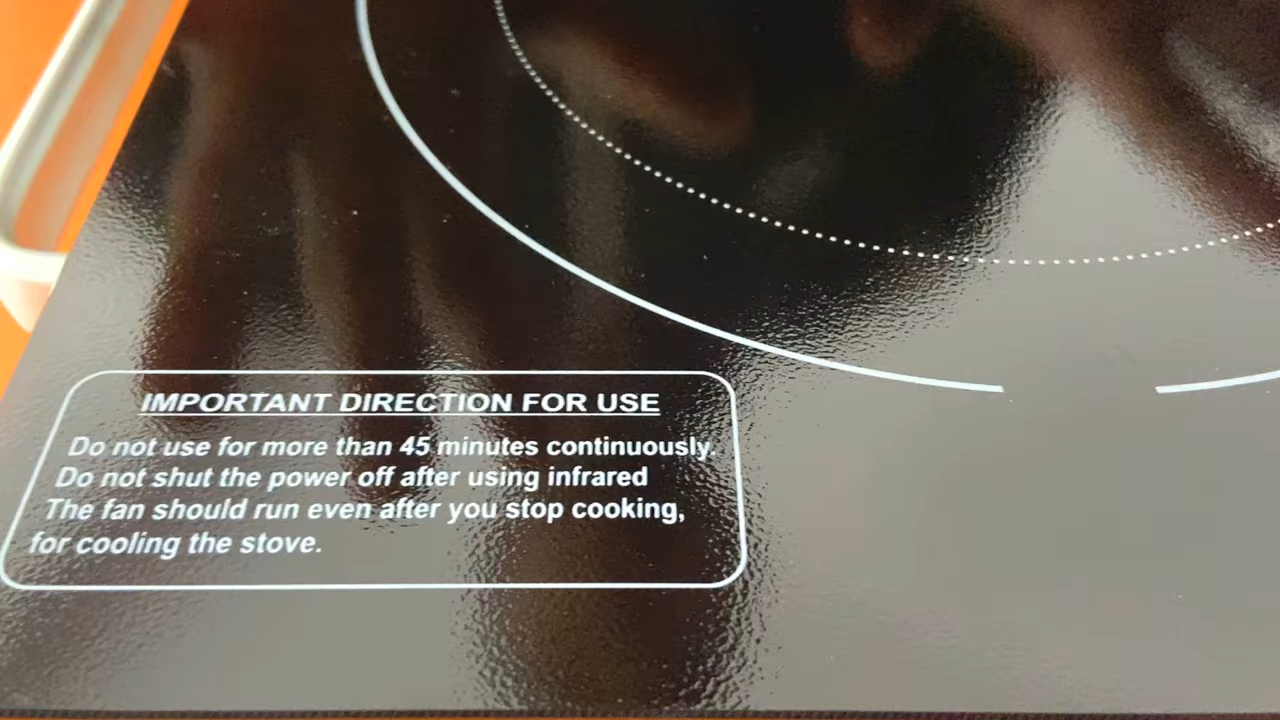 IMPORTANT DIRECTION FOR USE
Do not use for more than 45 minutes continuously.
Do not shut the power off after using infrared
The fan should run even after you stop cooking,
for cooling the stove.